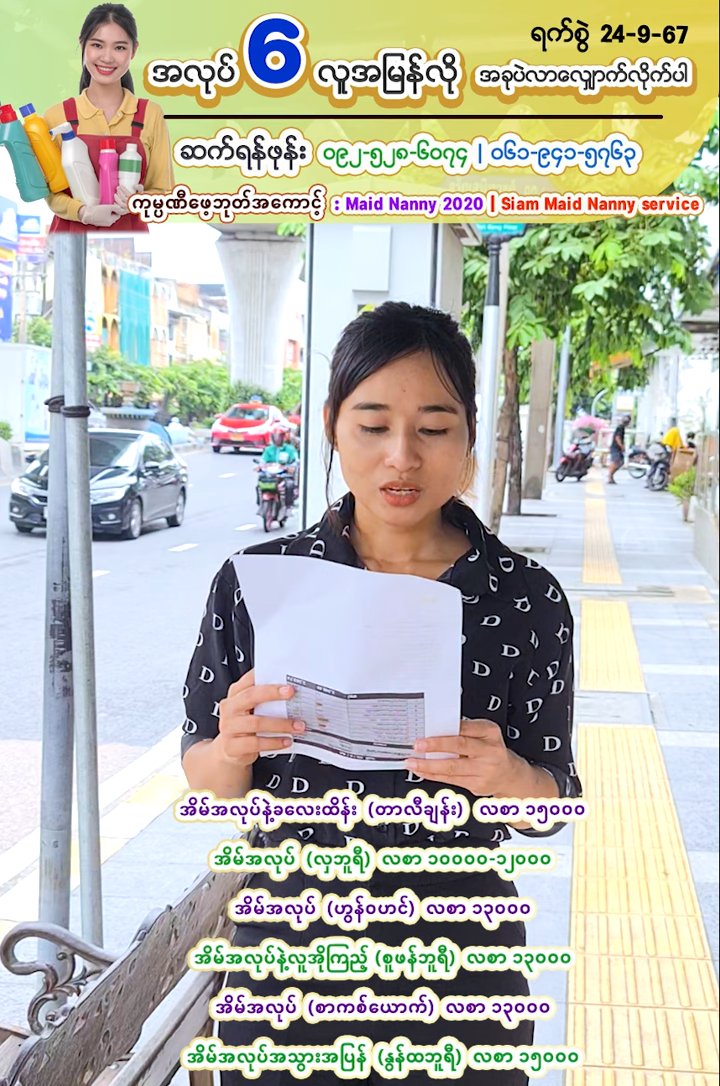 ရက်စွဲ 24-9-67
အလုပ် 6 လူအမြန်လို အခုပဲလာလျှောက်လိုက်ပါ
ဆက်ရန်ဖုန်း ၀၉၂-၅၂၈-၆၀၇၄ | ၀၆၁-၉၄၁-၅၇၆၃
ကုမ္ပဏီဖေ့ဘုတ်အကောင့် : Maid Nanny 2020 | Siam Maid Nanny service
အိမ်အလုပ်နဲ့ခလေးထိန်း (တာလီချန်း) လစာ ၁၅၀၀၀
အိမ်အလုပ် (လှဘူရီ) လစာ ၁၀၀၀၀-၁၂၀၀၀
အိမ်အလုပ် (ဟွန်ဝဟင်) လစာ ၁၃၀၀၀
အိမ်အလုပ်နဲ့လူအိုကြည့် (စူဖန်ဘူရီ) လစာ ၁၃၀၀၀
အိမ်အလုပ် (စာကစ်ယောက်) လစာ ၁၃၀၀၀
အိမ်အလုပ်အသွားအပြန် (နွန်ထဘူရီ) လစာ ၁၅၀၀၀